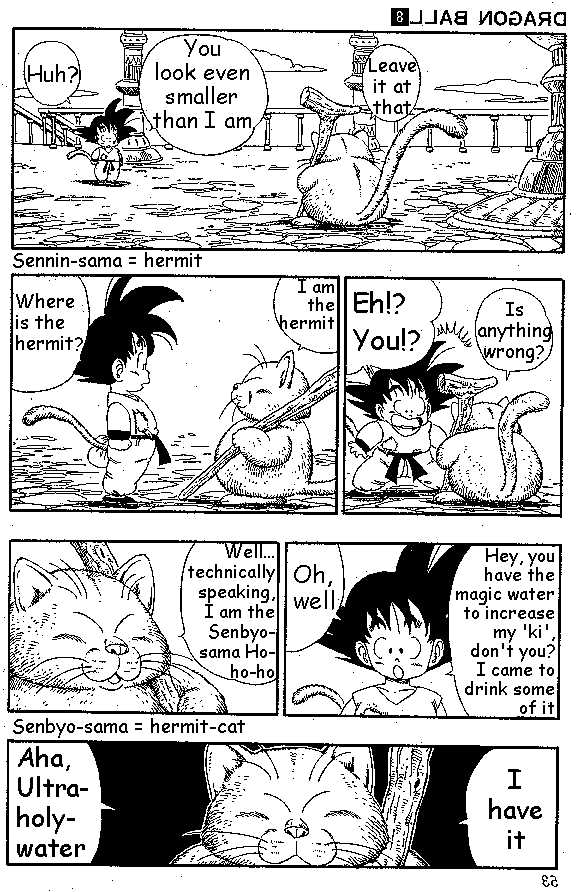 DRAGON BALL 8
Huh?
You
look even
smaller
than I am
Leave
it at
that
Sennin-sama = hermit
Where
is the
hermit?
I am
the
hermit
Eh!?
You!?
Is
anything
wrong?
Well...
technically
speaking,
I am the
Senbyo-
sama Ho-
ho-ho
Oh,
well
Hey, you
have the
magic water
to increase
my 'ki',
don't you?
I came to
drink some
of it
Senbyo-sama = hermit-cat
Aha,
Ultra-
holy-
water
I
have
it
53